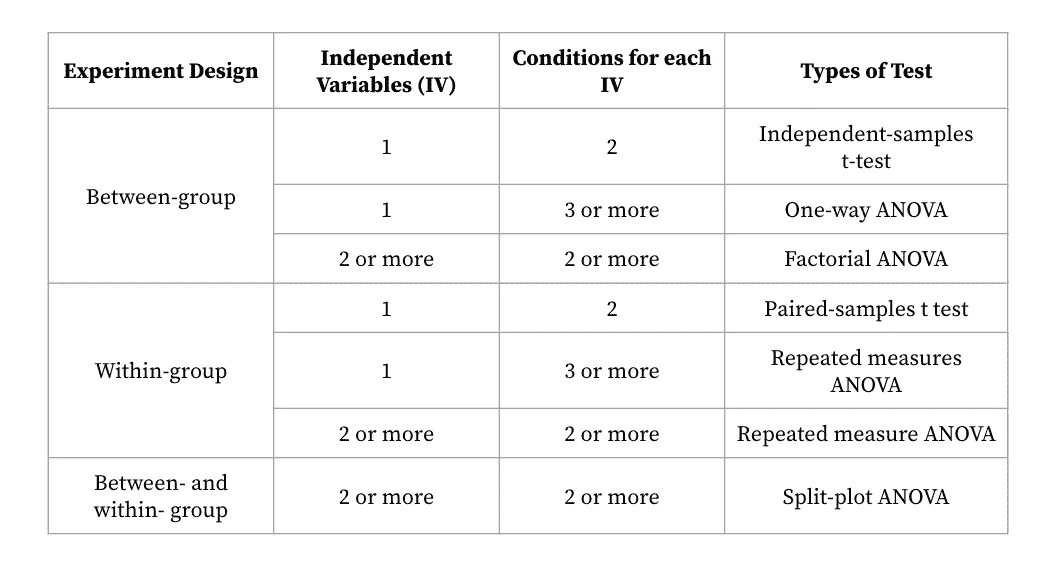 Experiment Design
Independent
Variables (IV)
Conditions for each
IV
Types of Test
Between-group
1
2
Independent-samples
t-test
1
3 or more
One-way ANOVA
2 or more
2 or more
Factorial ANOVA
Within-group
1
2
Paired-samples t test
1
3 or more
Repeated measures
ANOVA
2 or more
2 or more
Repeated measure ANOVA
Between- and
within- group
2 or more
2 or more
Split-plot ANOVA